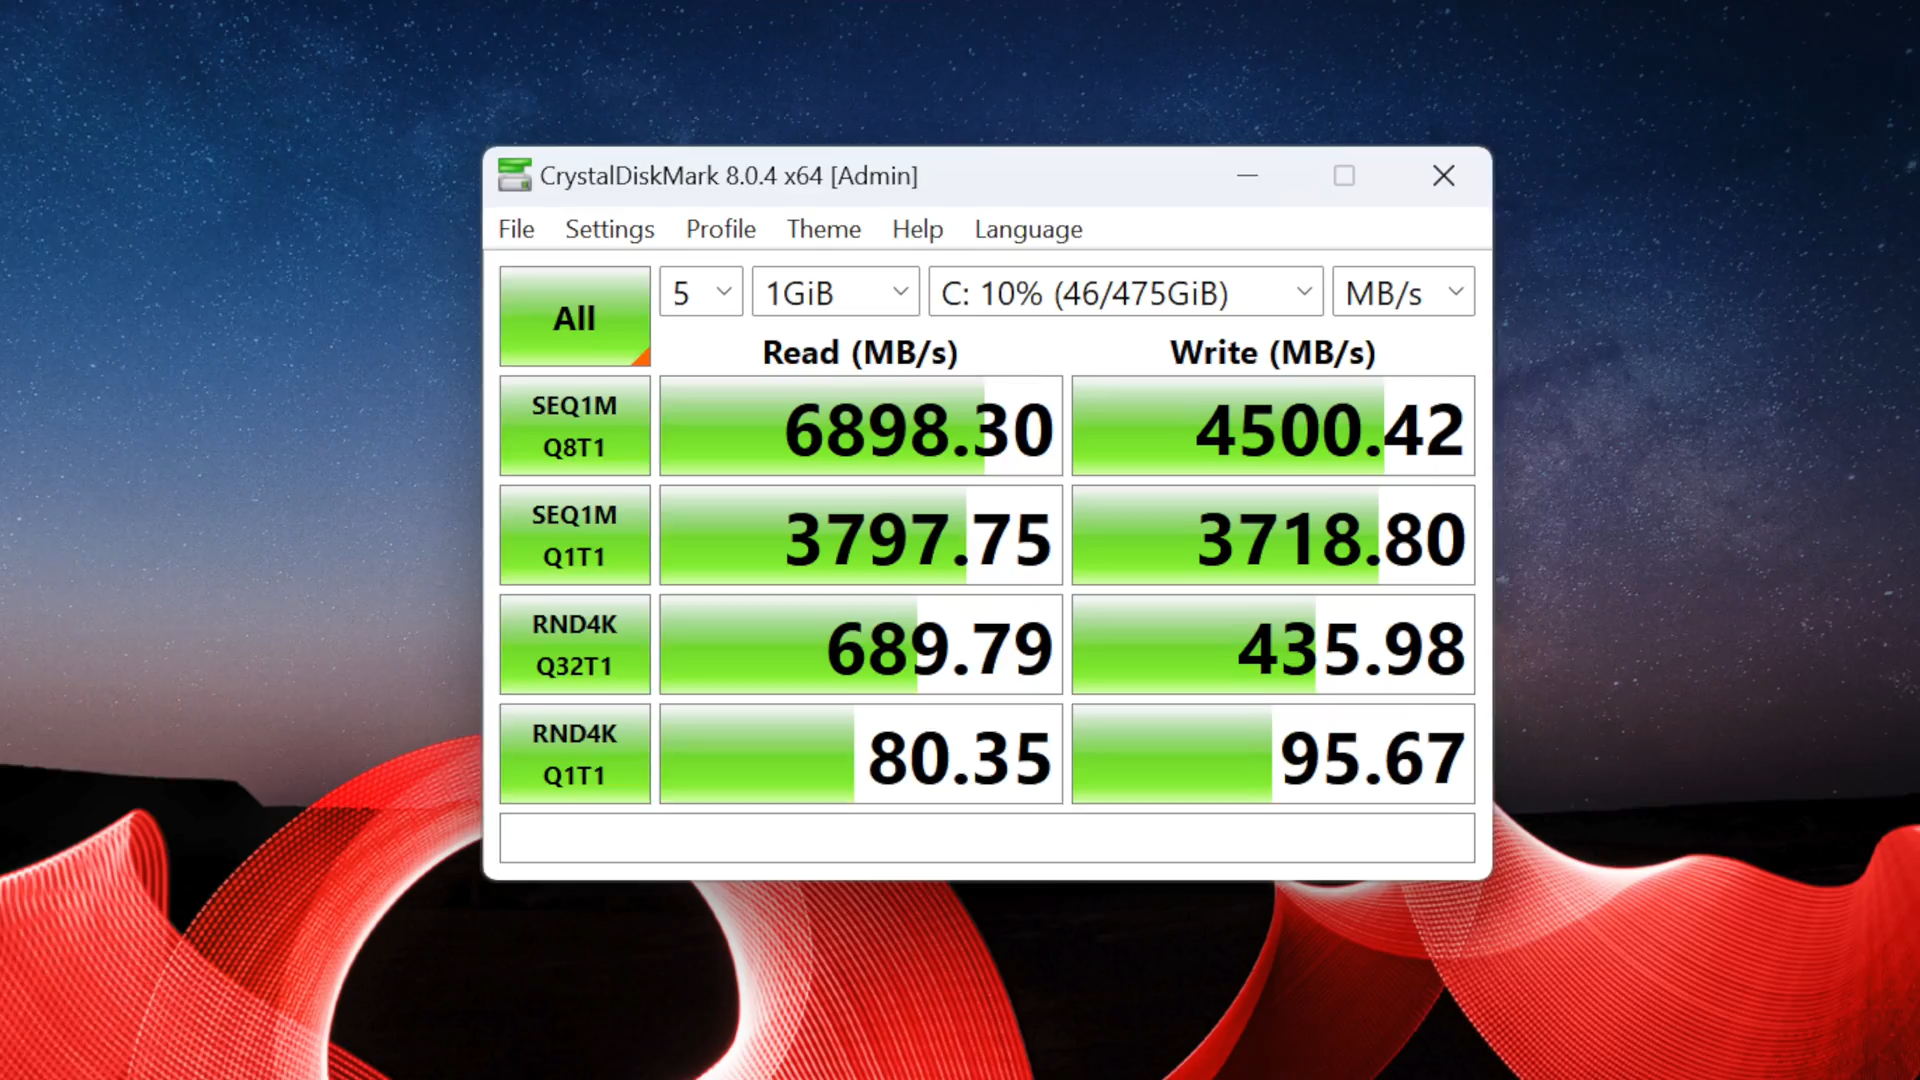 CrystalDiskMark 8.0.4 x64 [Admin]
File Settings Profile Theme Help Language
All
5 1GiB C: 10% (46/475GiB) MB/s
Read (MB/s) Write (MB/s)
SEQ1M
Q8T1
6898.30 4500.42
SEQ1M
Q1T1
3797.75 3718.80
RND4K
Q32T1
689.79 435.98
RND4K
Q1T1
80.35 95.67